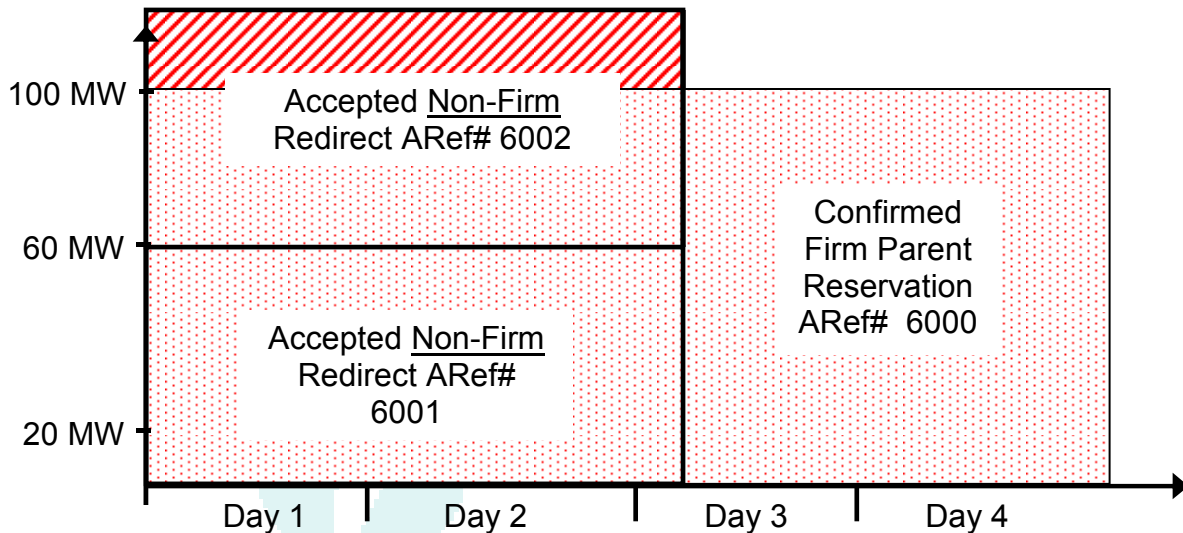 100 MW
Accepted Non-Firm
Redirect ARef# 6002
60 MW
Confirmed
Firm Parent
Reservation
ARef# 6000
Accepted Non-Firm
Redirect ARef#
6001
20 MW
Day 1
Day 2
Day 3
Day 4